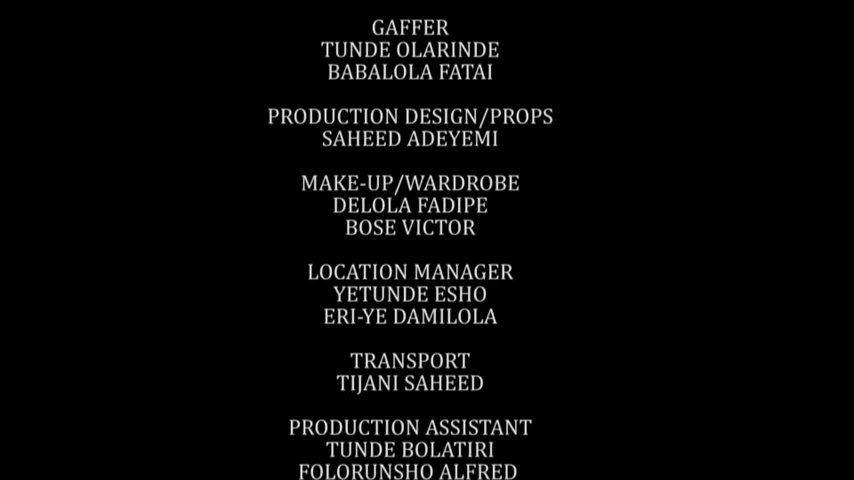 GAFFER
TUNDE OLARINDE
BABALOLA FATAI
PRODUCTION DESIGN/PROPS
SAHEED ADEYEMI
MAKE-UP/WARDROBE
DELOLA FADIPE
BOSE VICTOR
LOCATION MANAGER
YETUNDE ESHO
ERI-YE DAMILOLA
TRANSPORT
TIJANI SAHEED
PRODUCTION ASSISTANT
TUNDE BOLATIRI
FOLORUNSHO ALFRED